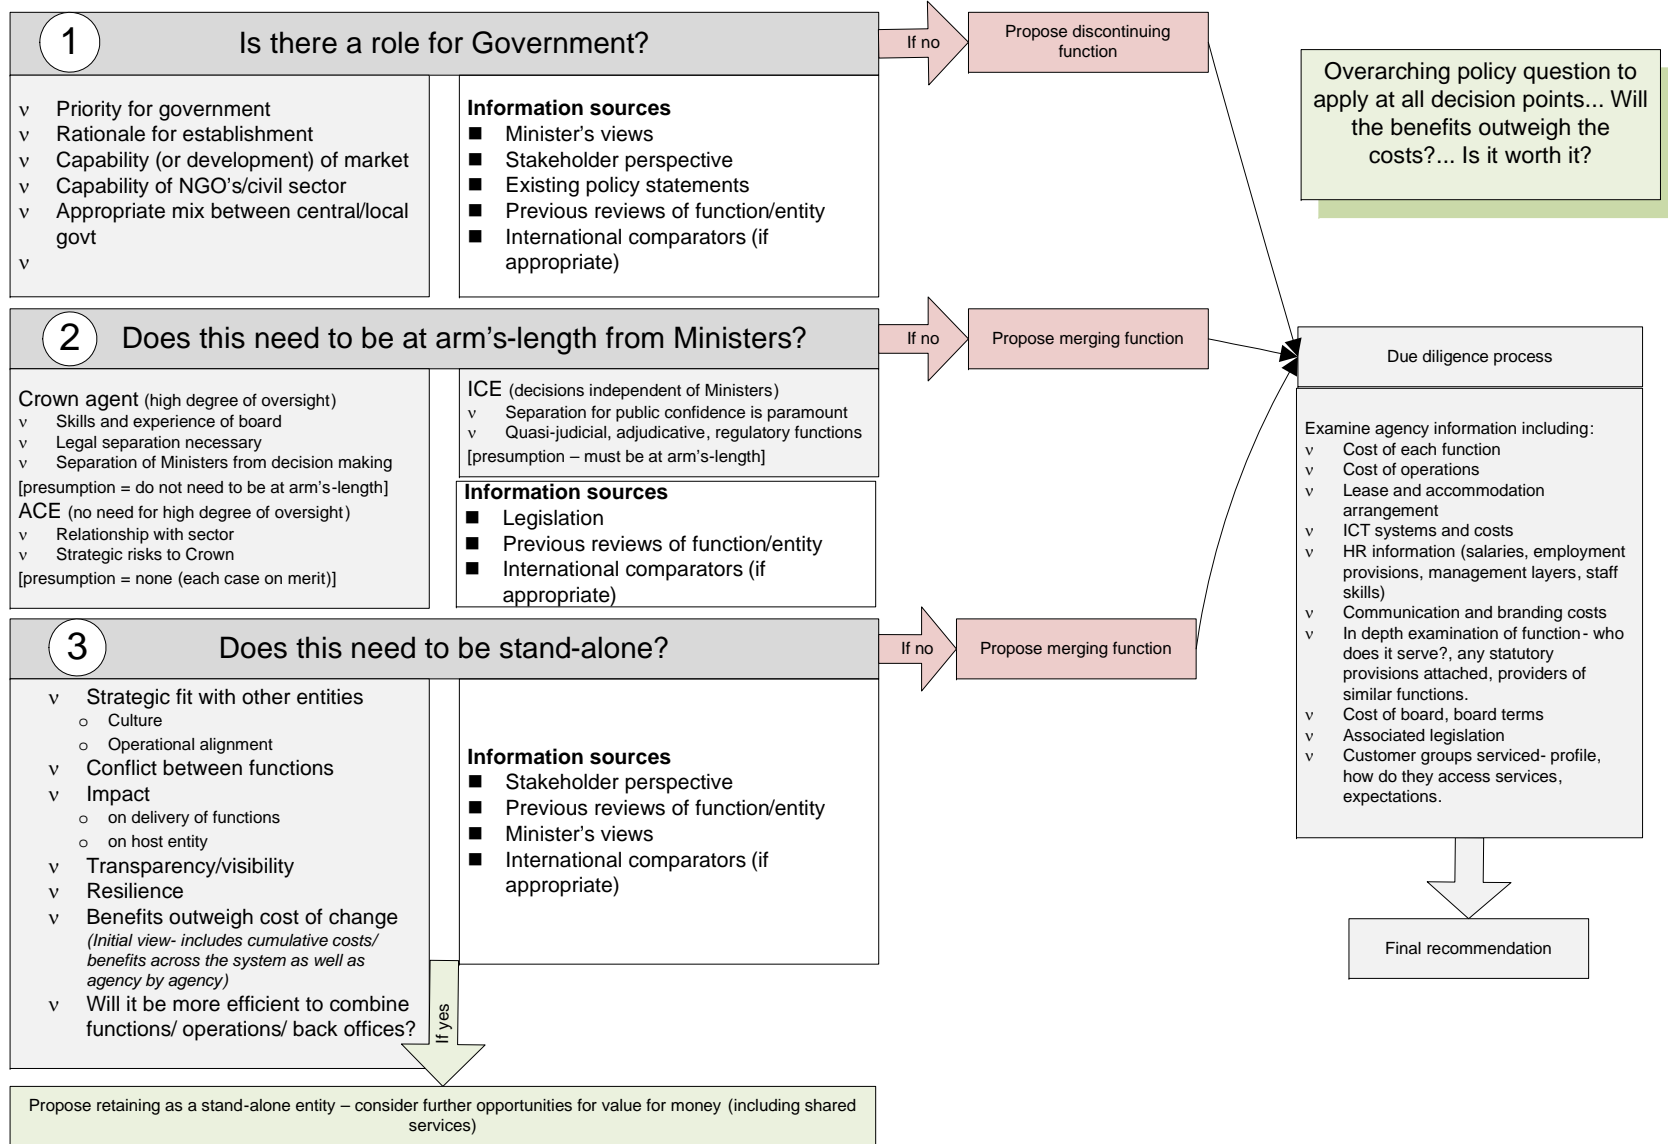 1
Is there a role for Government?
If no
Propose discontinuing
function
ν Priority for government
ν Rationale for establishment
ν Capability (or development) of market
ν Capability of NGO's/civil sector
ν Appropriate mix between central/local
govt
ν
Information sources
■ Minister's views
■ Stakeholder perspective
■ Existing policy statements
■ Previous reviews of function/entity
■ International comparators (if
appropriate)
Overarching policy question to
apply at all decision points... Will
the benefits outweigh the
costs?... Is it worth it?
2
Does this need to be at arm's-length from Ministers?
If no
Propose merging function
Crown agent (high degree of oversight)
ν Skills and experience of board
ν Legal separation necessary
ν Separation of Ministers from decision making
[presumption = do not need to be at arm's-length]
ACE (no need for high degree of oversight)
ν Relationship with sector
ν Strategic risks to Crown
[presumption = none (each case on merit)]
ICE (decisions independent of Ministers)
ν Separation for public confidence is paramount
ν Quasi-judicial, adjudicative, regulatory functions
[presumption – must be at arm's-length]
Information sources
■ Legislation
■ Previous reviews of function/entity
■ International comparators (if
appropriate)
3
Does this need to be stand-alone?
If no
Propose merging function
ν Strategic fit with other entities
o Culture
o Operational alignment
ν Conflict between functions
ν Impact
o on delivery of functions
o on host entity
ν Transparency/visibility
ν Resilience
ν Benefits outweigh cost of change
(Initial view- includes cumulative costs/
benefits across the system as well as
agency by agency)
ν Will it be more efficient to combine
functions/ operations/ back offices?
Information sources
■ Stakeholder perspective
■ Previous reviews of function/entity
■ Minister's views
■ International comparators (if
appropriate)
If yes
Propose retaining as a stand-alone entity – consider further opportunities for value for money (including shared
services)
Due diligence process
Examine agency information including:
ν Cost of each function
ν Cost of operations
ν Lease and accommodation
arrangement
ν ICT systems and costs
ν HR information (salaries, employment
provisions, management layers, staff
skills)
ν Communication and branding costs
ν In depth examination of function- who
does it serve?, any statutory
provisions attached, providers of
similar functions.
ν Cost of board, board terms
ν Associated legislation
ν Customer groups serviced- profile,
how do they access services,
expectations.
Final recommendation